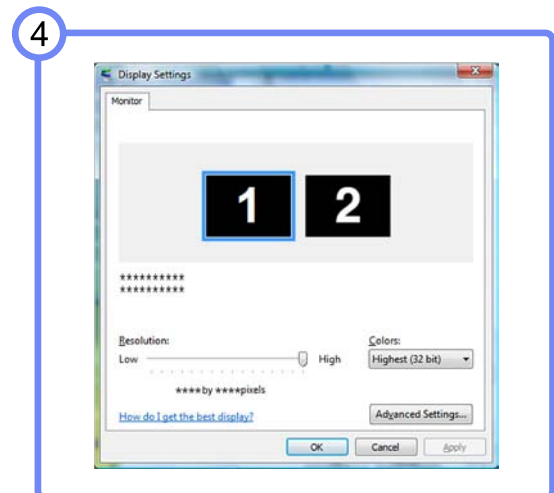 4
Display Settings
Monitor
1 2
**********
**********
Resolution: Colors:
Low High Highest (32 bit)
****by ****pixels
How do I get the best display? Advanced Settings...
OK Cancel Apply